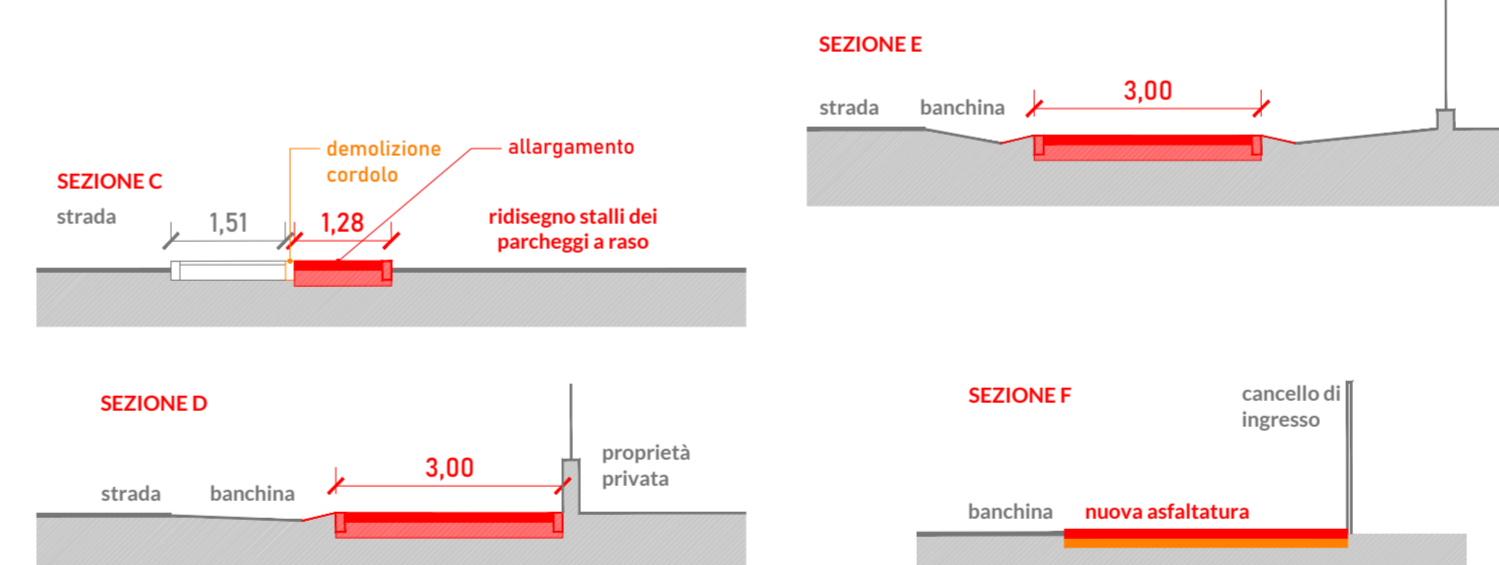 SEZIONE C
strada
1,51
demolizione
cordolo
1,28
allargamento
ridisegno stalli dei
parcheggi a raso
SEZIONE E
strada
banchina
3,00
SEZIONE D
strada
banchina
3,00
proprietà
privata
SEZIONE F
cancello di
ingresso
banchina
nuova asfaltatura